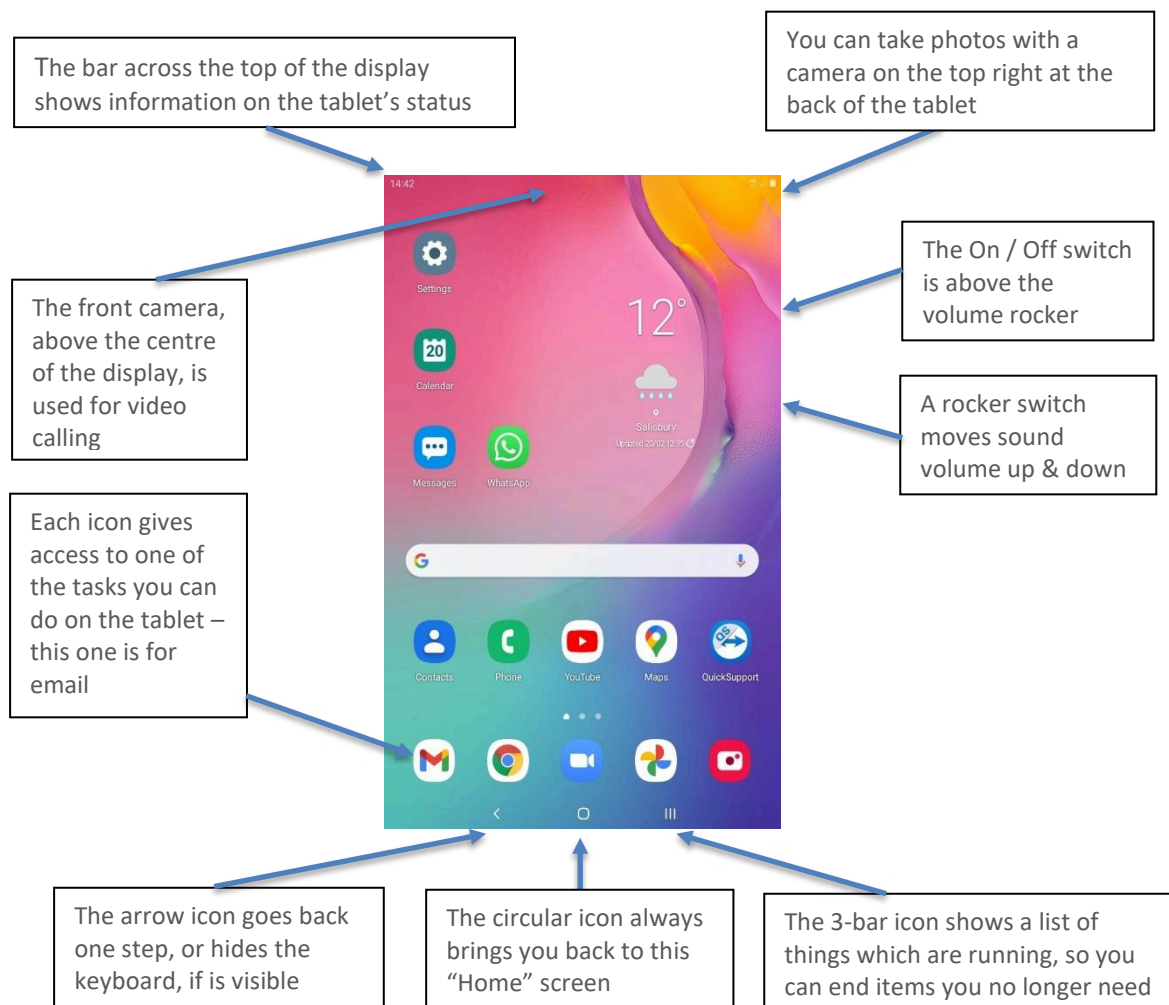 The bar across the top of the display
shows information on the tablet’s status
You can take photos with a
camera on the top right at the
back of the tablet
14:42
The On / Off switch
is above the
volume rocker
Settings
The front camera,
above the centre
of the display, is
used for video
calling
12°
20
Calendar
A rocker switch
moves sound
volume up & down
Salisbury
Updated 20/02 12:35
Messages
WhatsApp
Each icon gives
access to one of
the tasks you can
do on the tablet –
this one is for
email
G
QS
Contacts
Phone
YouTube
Maps
QuickSupport
M
The arrow icon goes back
one step, or hides the
keyboard, if is visible
The circular icon always
brings you back to this
“Home” screen
The 3-bar icon shows a list of
things which are running, so you
can end items you no longer need